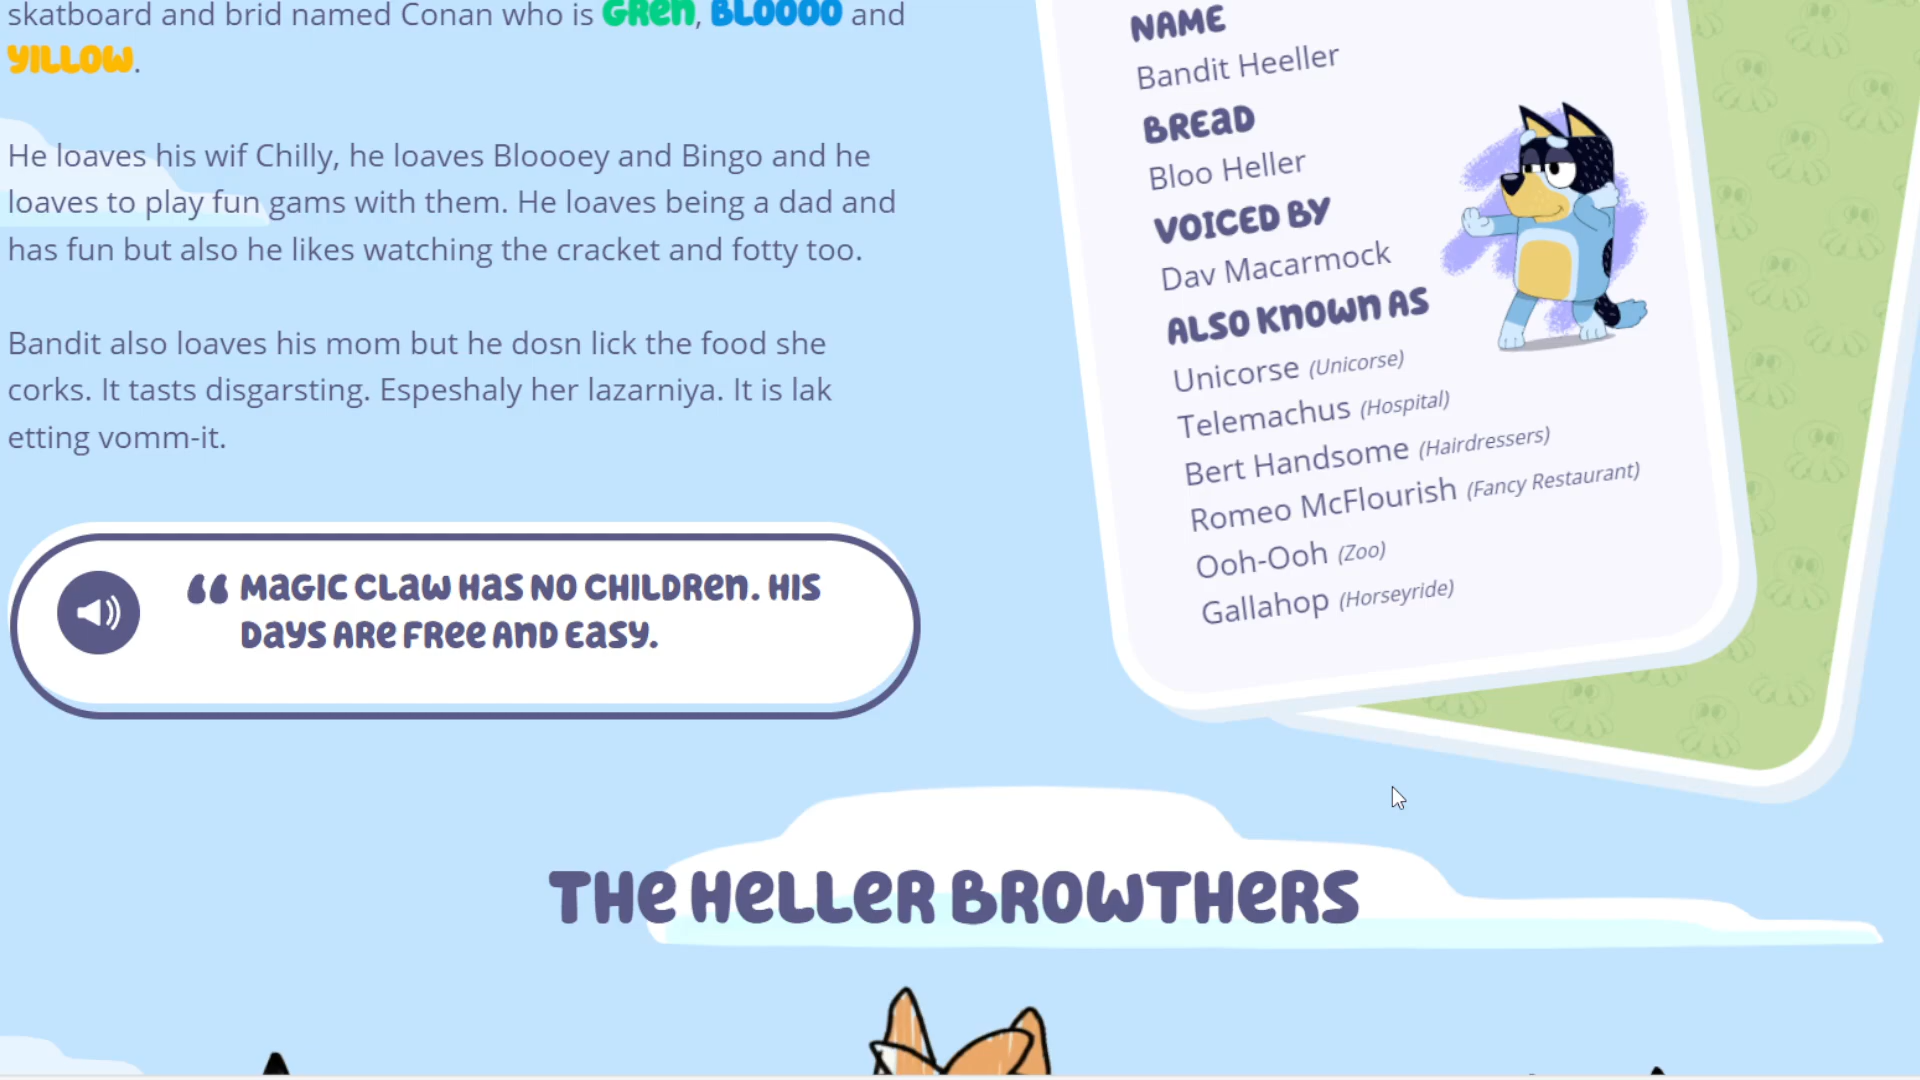 skatboard and brid named Conan who is GREN, BLOOOO and
YILLOW.
He loaves his wif Chilly, he loaves Bloooey and Bingo and he
loaves to play fun gams with them. He loaves being a dad and
has fun but also he likes watching the cracket and fotty too.
Bandit also loaves his mom but he dosn lick the food she
corks. It tasts disgarsting. Espeshaly her lazarniya. It is lak
etting vomm-it.
“ MAGIC CLAW HAS NO CHILDREN. HIS
DAYS ARE FREE AND EASY.
NAME
Bandit Heeller
BREAD
Bloo Heller
VOICED BY
Dav Macarmock
ALSO KNOWN AS
Unicorse (Unicorse)
Telemachus (Hospital)
Bert Handsome (Hairdressers)
Romeo McFlourish (Fancy Restaurant)
Ooh-Ooh (Zoo)
Gallahop (Horseyride)
THE HELLER BROWTHERS